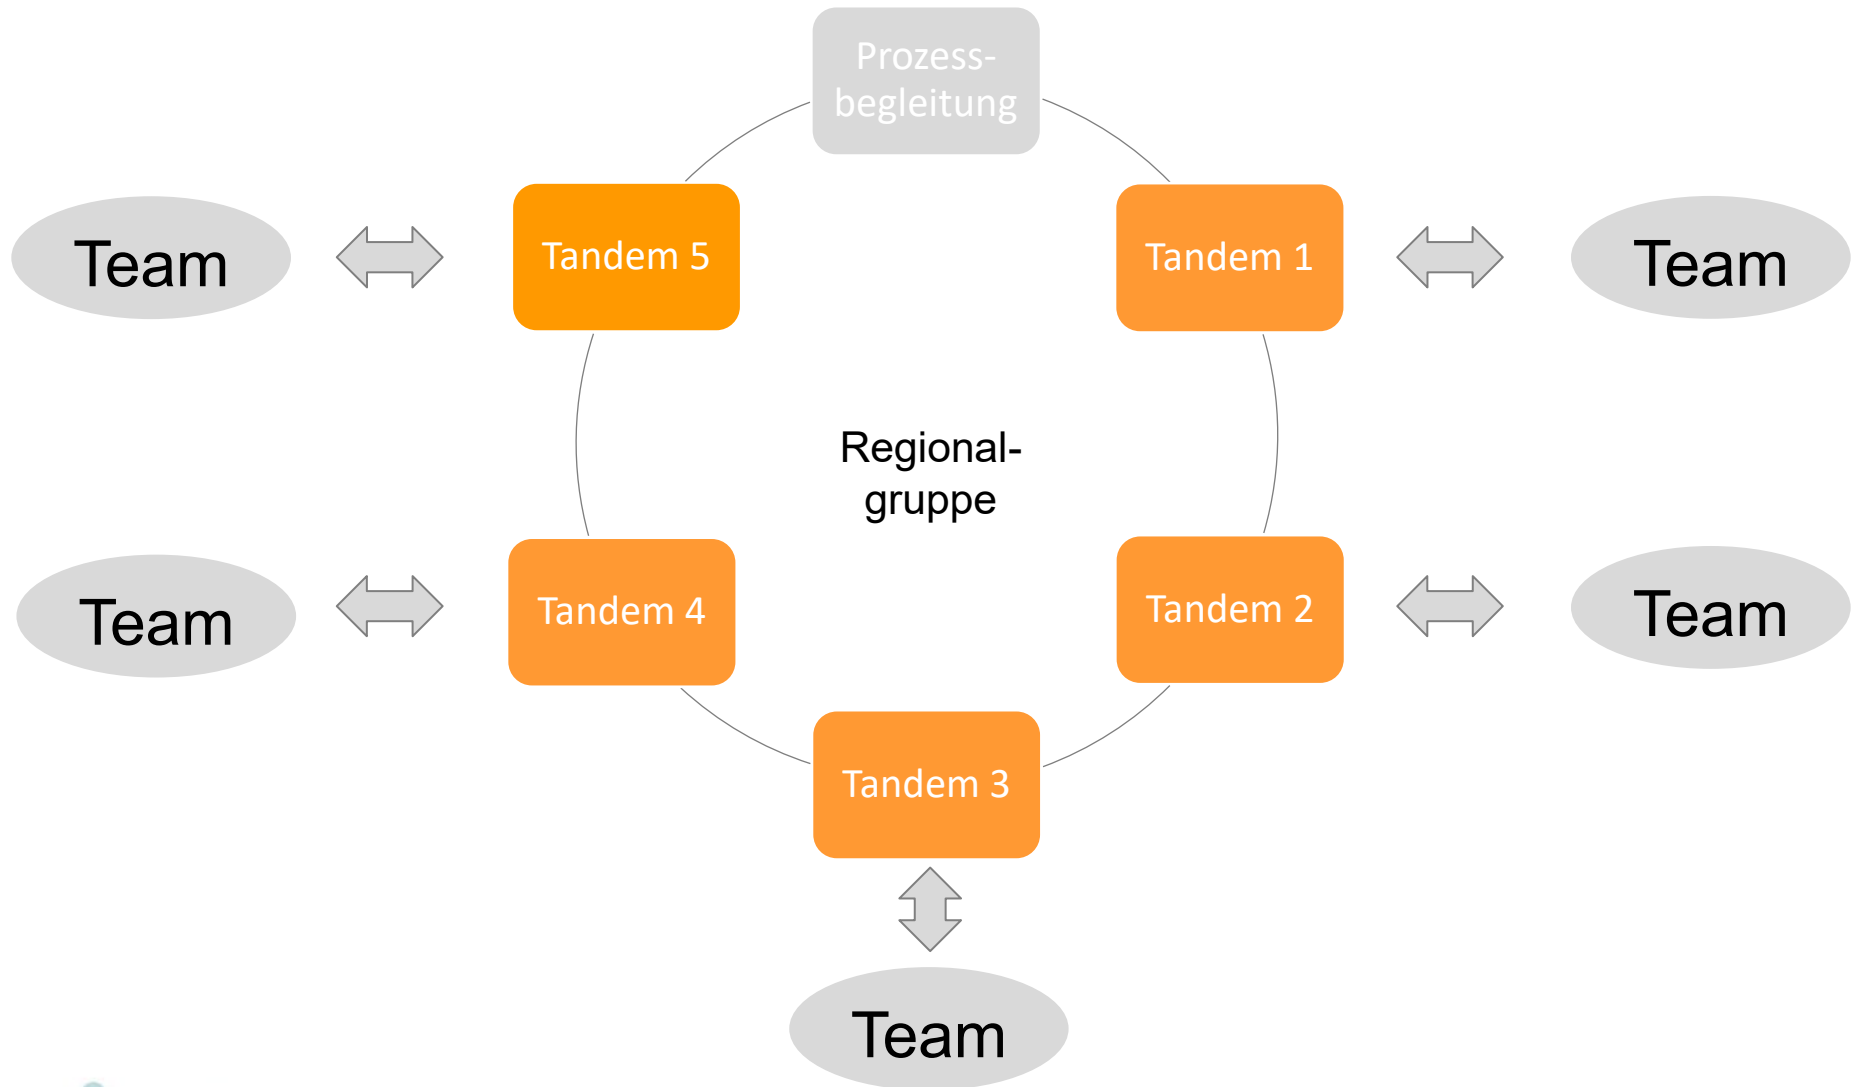 Prozess-
begleitung
Team
Tandem 5
Tandem 1
Team
Regional-
gruppe
Team
Tandem 4
Tandem 2
Team
Tandem 3
Team